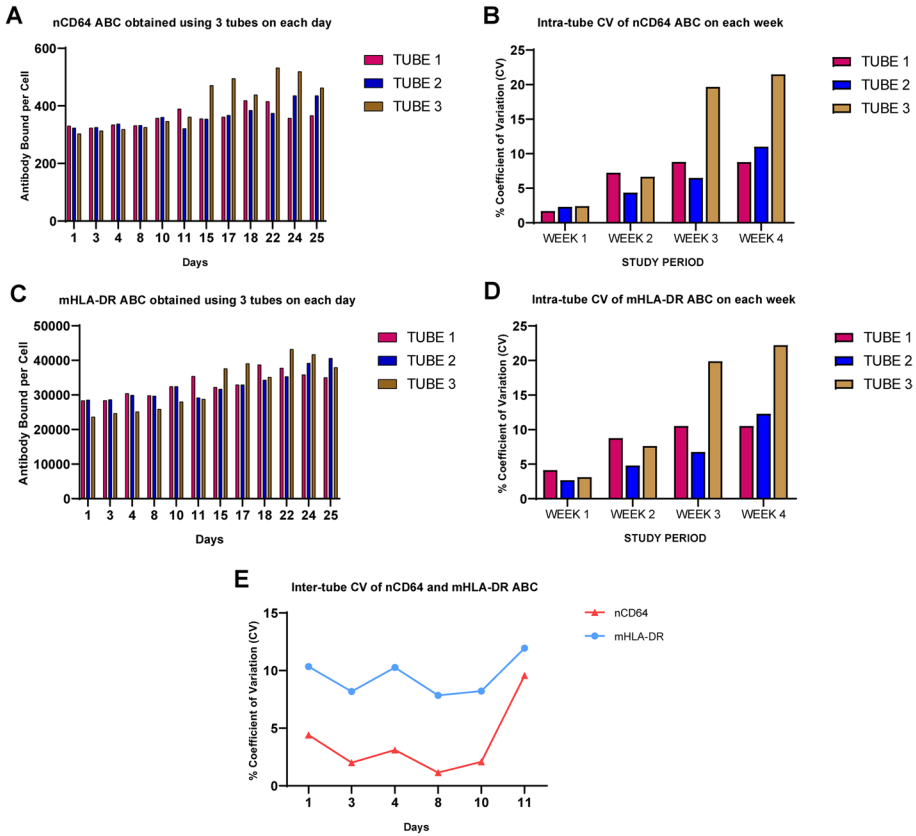 A
nCD64 ABC obtained using 3 tubes on each day
Antibody Bound per Cell
600
400
200
0
1 3 4 8 10 11 15 17 18 22 24 25
Days
TUBE 1
TUBE 2
TUBE 3
B
Intra-tube CV of nCD64 ABC on each week
% Coefficient of Variation (CV)
25
20
15
10
5
0
WEEK 1 WEEK 2 WEEK 3 WEEK 4
STUDY PERIOD
TUBE 1
TUBE 2
TUBE 3
C
mHLA-DR ABC obtained using 3 tubes on each day
Antibody Bound per Cell
50000
40000
30000
20000
10000
0
1 3 4 8 10 11 15 17 18 22 24 25
Days
TUBE 1
TUBE 2
TUBE 3
D
Intra-tube CV of mHLA-DR ABC on each week
% Coefficient of Variation (CV)
25
20
15
10
5
0
WEEK 1 WEEK 2 WEEK 3 WEEK 4
STUDY PERIOD
TUBE 1
TUBE 2
TUBE 3
E
Inter-tube CV of nCD64 and mHLA-DR ABC
% Coefficient of Variation (CV)
15
10
5
0
1 3 4 8 10 11
Days
nCD64
mHLA-DR